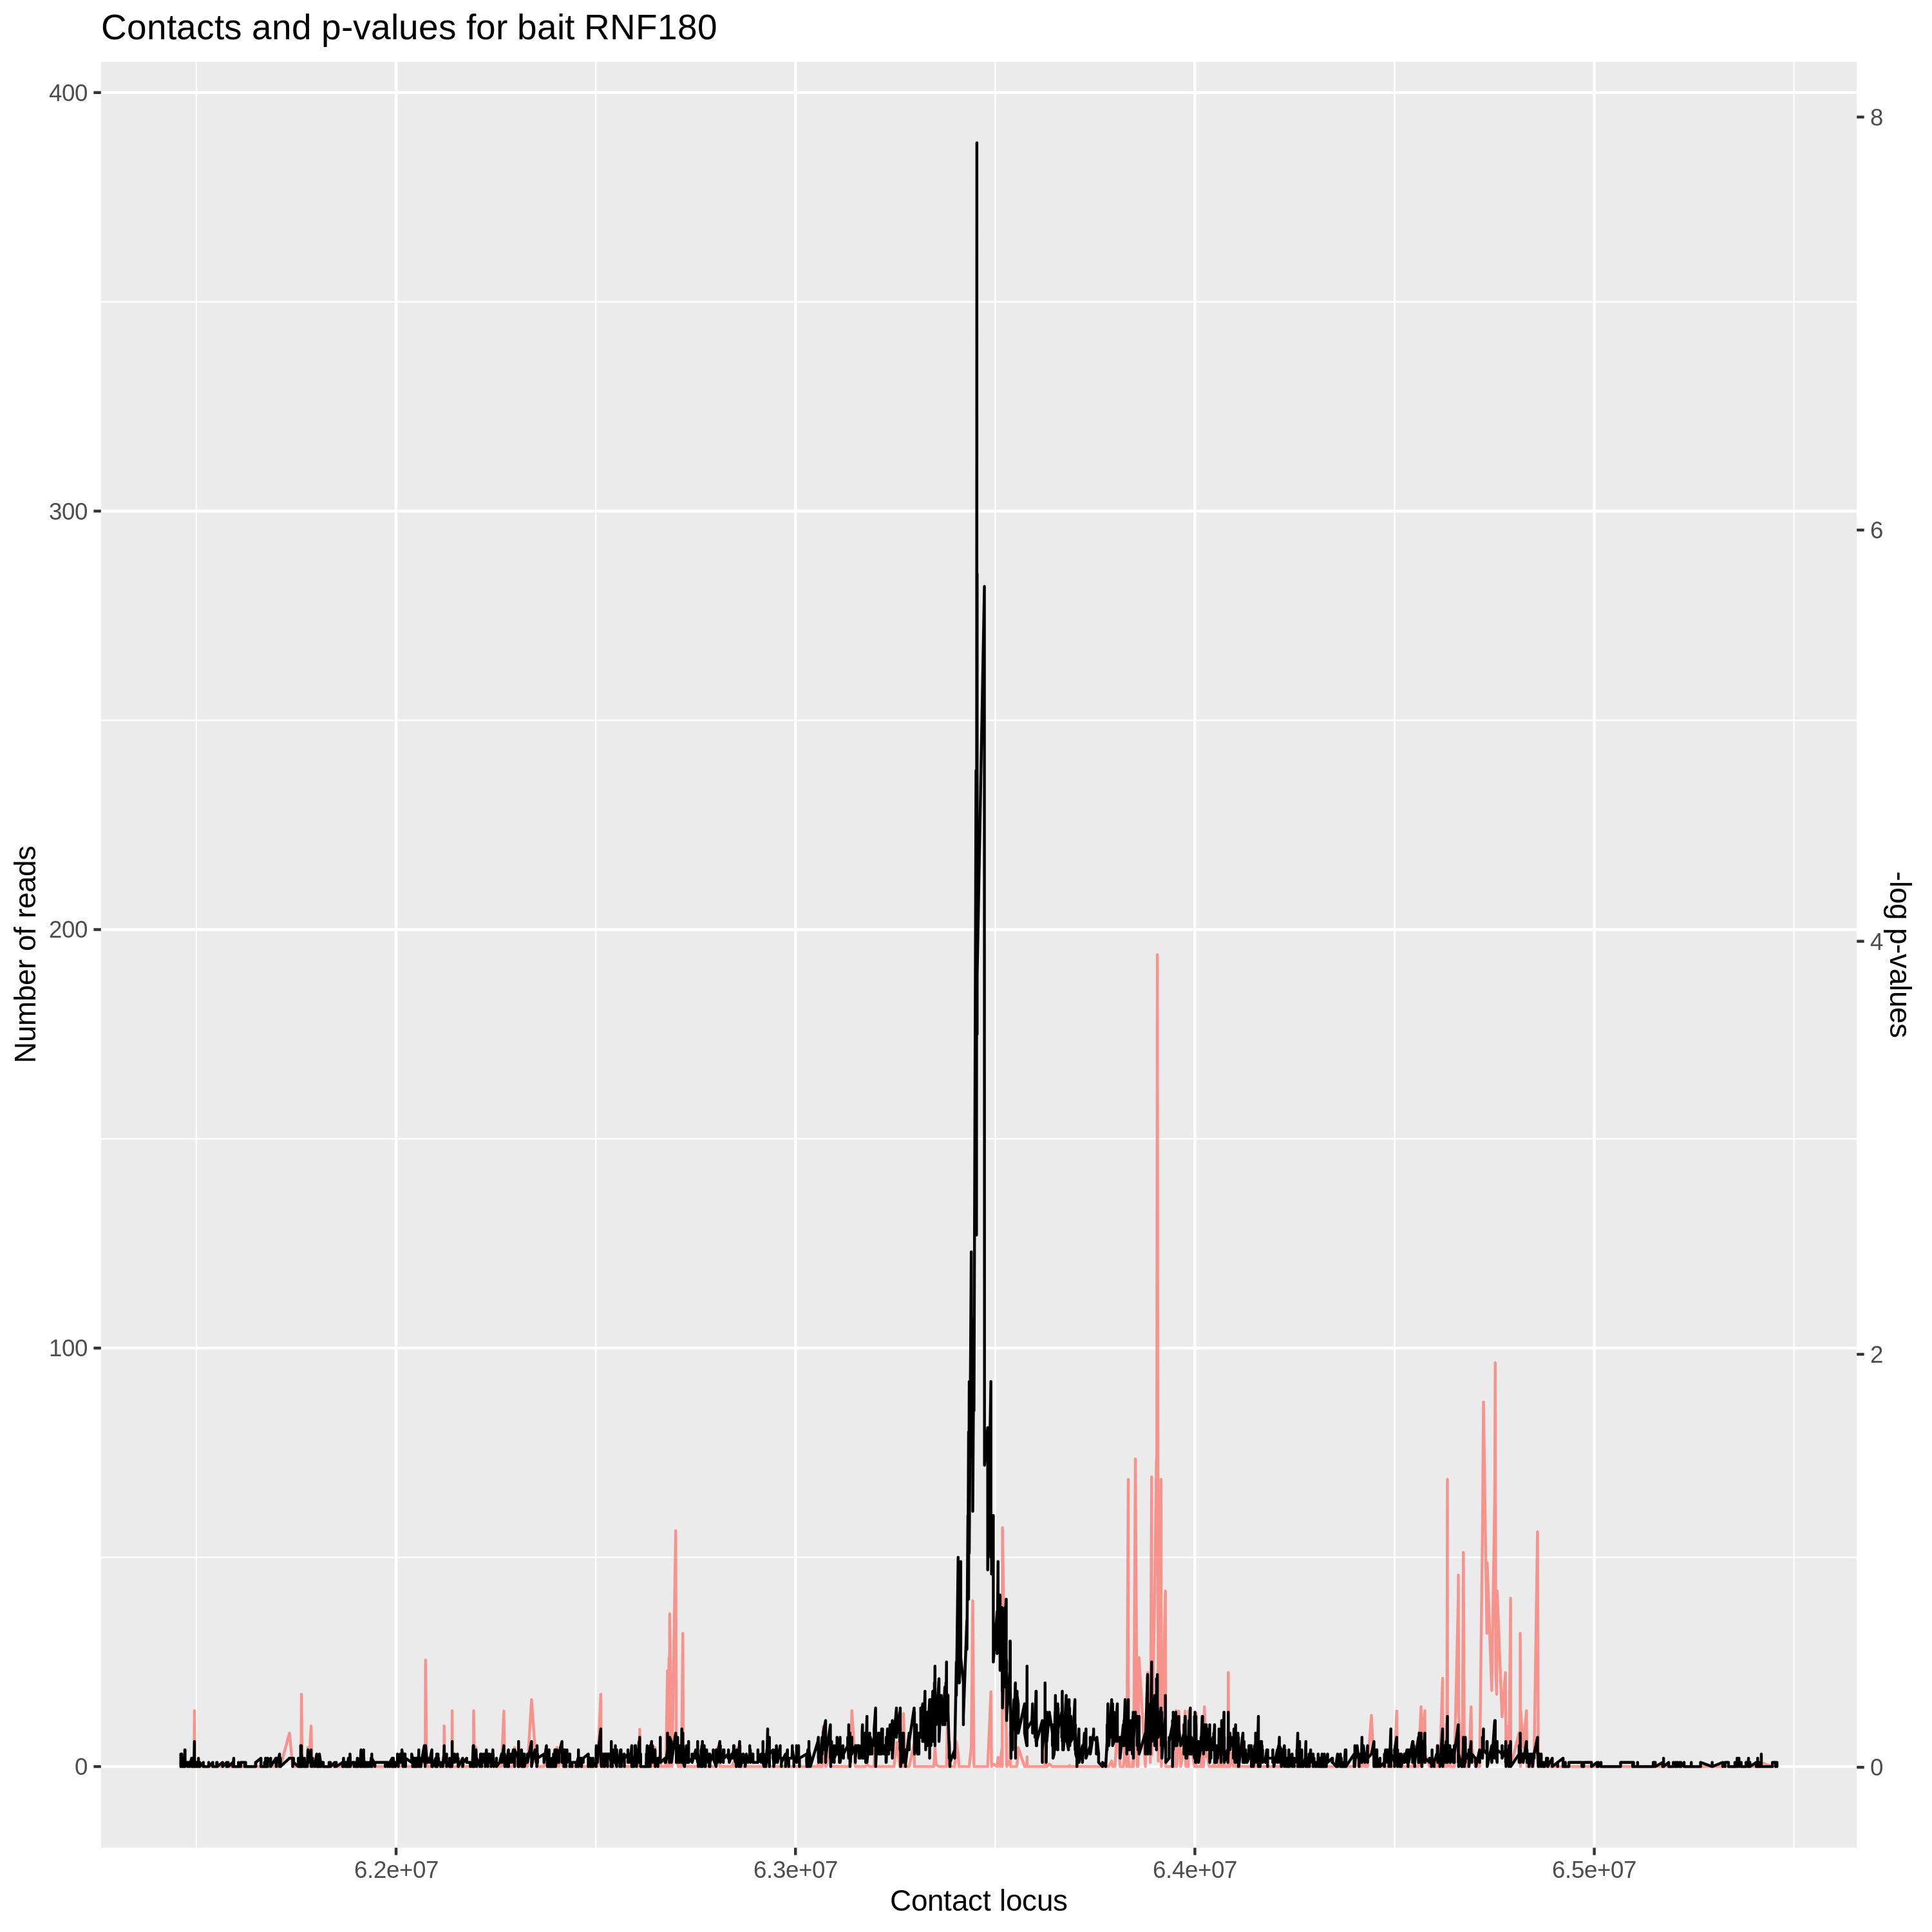 Contacts and p-values for bait RNF180
400
300
200
100
0
Number of reads
8
6
4
2
0
-log p-values
6.2e+07
6.3e+07
6.4e+07
6.5e+07
Contact locus